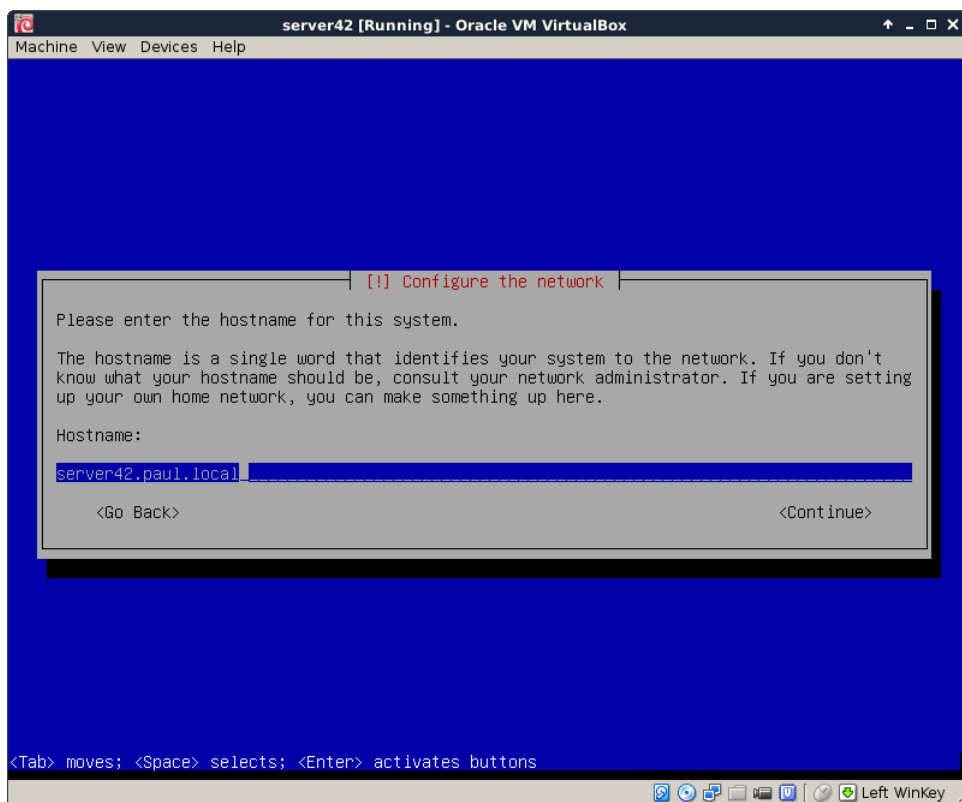 server42 [Running] - Oracle VM VirtualBox
Machine View Devices Help
[!] Configure the network
Please enter the hostname for this system.
The hostname is a single word that identifies your system to the network. If you don't
know what your hostname should be, consult your network administrator. If you are setting
up your own home network, you can make something up here.
Hostname:
server42.paul.local
<Go Back> <Continue>
<Tab> moves; <Space> selects; <Enter> activates buttons
Left WinKey